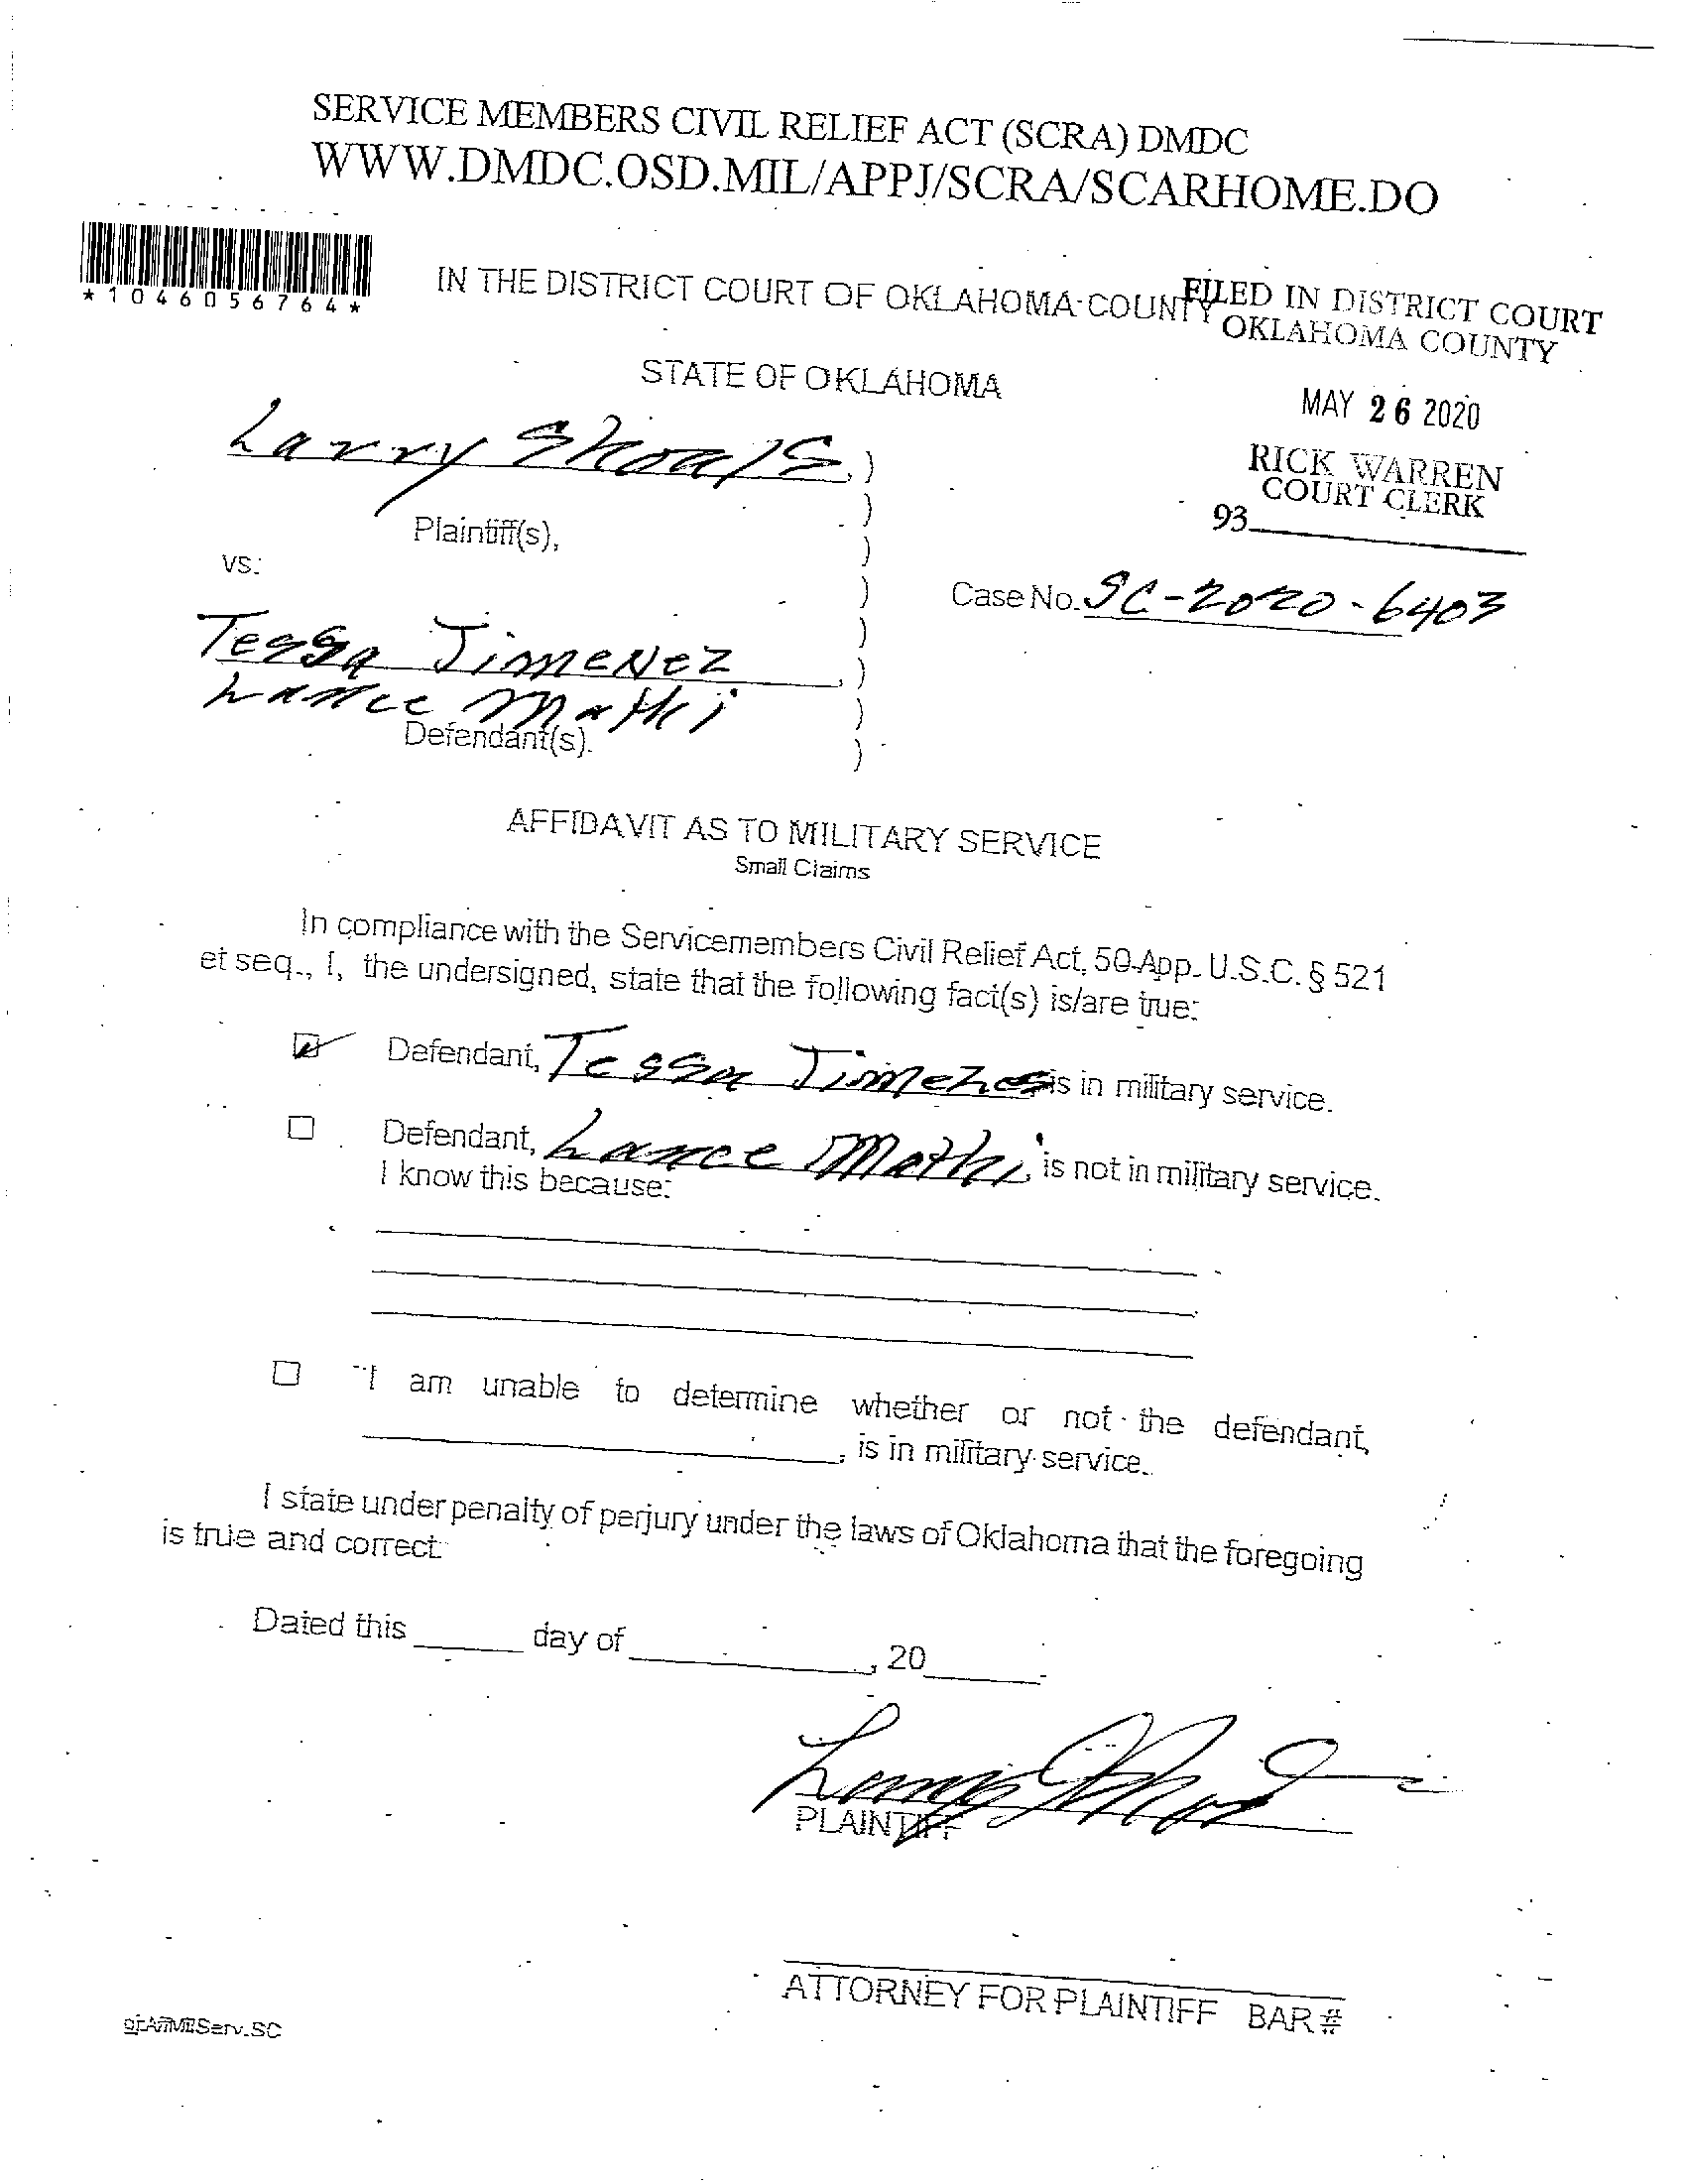 SERVICE MEMBERS CIVIL RELIEF ACT (SCRA) DMDC
WWW.DMDC.OSD.MIL/APPJ/SCRA/SCARHOME.DO
*1046056764*
IN THE DISTRICT COURT OF OKLAHOMA COUNTY
FILED IN DISTRICT COURT
OKLAHOMA COUNTY
STATE OF OKLAHOMA
MAY 26 2020
RICK WARREN
COURT CLERK
93
Larry Shoals
Plaintiff(s),
vs.
Case No. SC-2020-6403
Tessa Jimenez
Lance Mathi
Defendant(s).
AFFIDAVIT AS TO MILITARY SERVICE
Small Claims
In compliance with the Servicemembers Civil Relief Act, 50 App. U.S.C. § 521
et seq., I, the undersigned, state that the following fact(s) is/are true:
Defendant, Tessa Jimenez is in military service.
Defendant, Lance Mathi, is not in military service.
I know this because:
I am unable to determine whether or not the defendant,
, is in military service.
I state under penalty of perjury under the laws of Oklahoma that the foregoing
is true and correct.
Dated this day of , 20
PLAINTIFF
ATTORNEY FOR PLAINTIFF BAR #